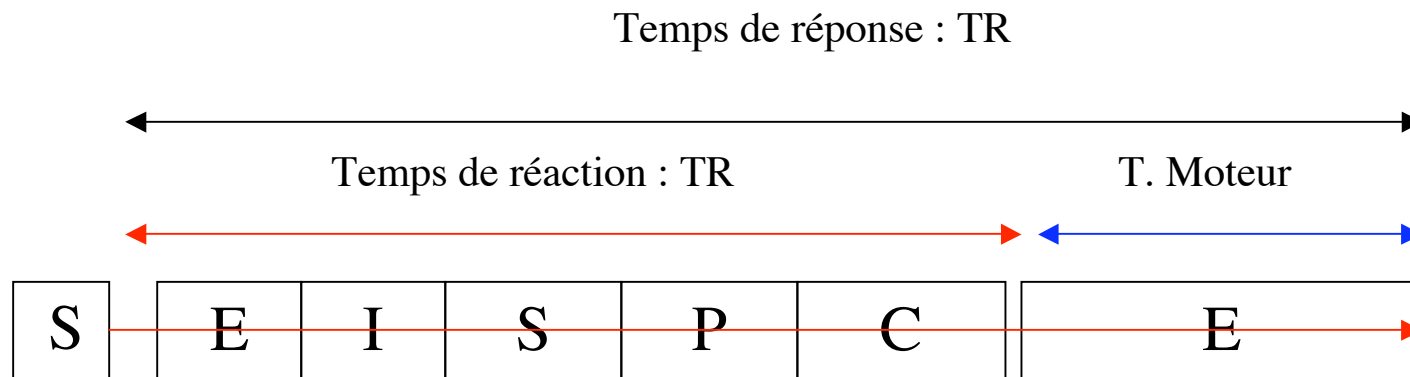 Temps de réponse : TR
Temps de réaction : TR T. Moteur
S E I S P C E